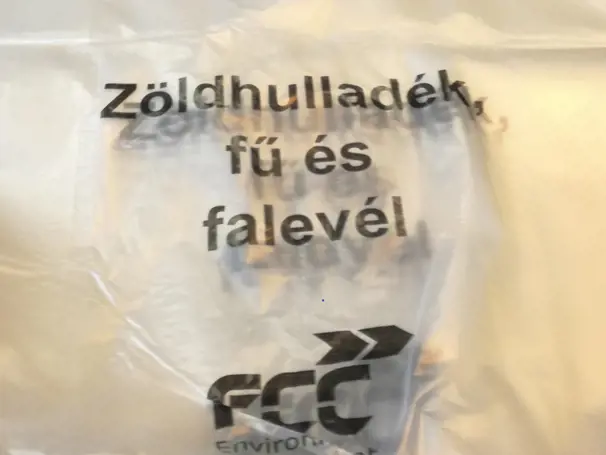 Zöldhulladék,
fű és
falevél
FCC